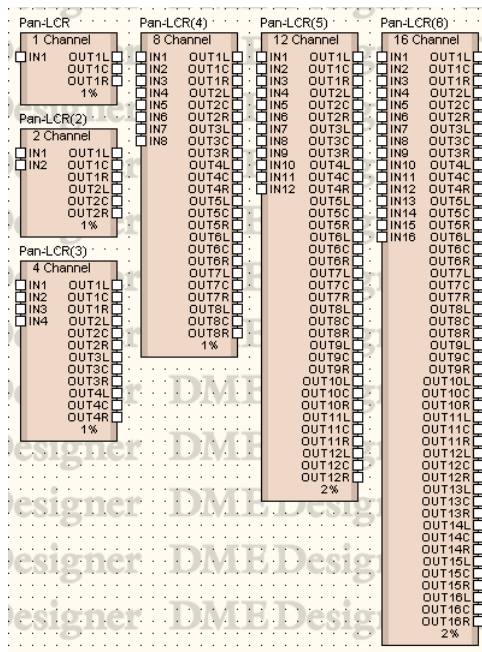 Pan-LCR
1 Channel
IN1 OUT1L
OUT1C
OUT1R
1%
Pan-LCR(2)
2 Channel
IN1 OUT1L
IN2 OUT1C
OUT1R
OUT2L
OUT2C
OUT2R
1%
Pan-LCR(3)
4 Channel
IN1 OUT1L
IN2 OUT1C
IN3 OUT1R
IN4 OUT2L
OUT2C
OUT2R
OUT3L
OUT3C
OUT3R
OUT4L
OUT4C
OUT4R
1%
Pan-LCR(4)
8 Channel
IN1 OUT1L
IN2 OUT1C
IN3 OUT1R
IN4 OUT2L
IN5 OUT2C
IN6 OUT2R
IN7 OUT3L
IN8 OUT3C
OUT3R
OUT4L
OUT4C
OUT4R
OUT5L
OUT5C
OUT5R
OUT6L
OUT6C
OUT6R
OUT7L
OUT7C
OUT7R
OUT8L
OUT8C
OUT8R
1%
Pan-LCR(5)
12 Channel
IN1 OUT1L
IN2 OUT1C
IN3 OUT1R
IN4 OUT2L
IN5 OUT2C
IN6 OUT2R
IN7 OUT3L
IN8 OUT3C
IN9 OUT3R
IN10 OUT4L
IN11 OUT4C
IN12 OUT4R
OUT5L
OUT5C
OUT5R
OUT6L
OUT6C
OUT6R
OUT7L
OUT7C
OUT7R
OUT8L
OUT8C
OUT8R
OUT9L
OUT9C
OUT9R
OUT10L
OUT10C
OUT10R
OUT11L
OUT11C
OUT11R
OUT12L
OUT12C
OUT12R
2%
Pan-LCR(6)
16 Channel
IN1 OUT1L
IN2 OUT1C
IN3 OUT1R
IN4 OUT2L
IN5 OUT2C
IN6 OUT2R
IN7 OUT3L
IN8 OUT3C
IN9 OUT3R
IN10 OUT4L
IN11 OUT4C
IN12 OUT4R
IN13 OUT5L
IN14 OUT5C
IN15 OUT5R
IN16 OUT6L
OUT6C
OUT6R
OUT7L
OUT7C
OUT7R
OUT8L
OUT8C
OUT8R
OUT9L
OUT9C
OUT9R
OUT10L
OUT10C
OUT10R
OUT11L
OUT11C
OUT11R
OUT12L
OUT12C
OUT12R
OUT13L
OUT13C
OUT13R
OUT14L
OUT14C
OUT14R
OUT15L
OUT15C
OUT15R
OUT16L
OUT16C
OUT16R
2%